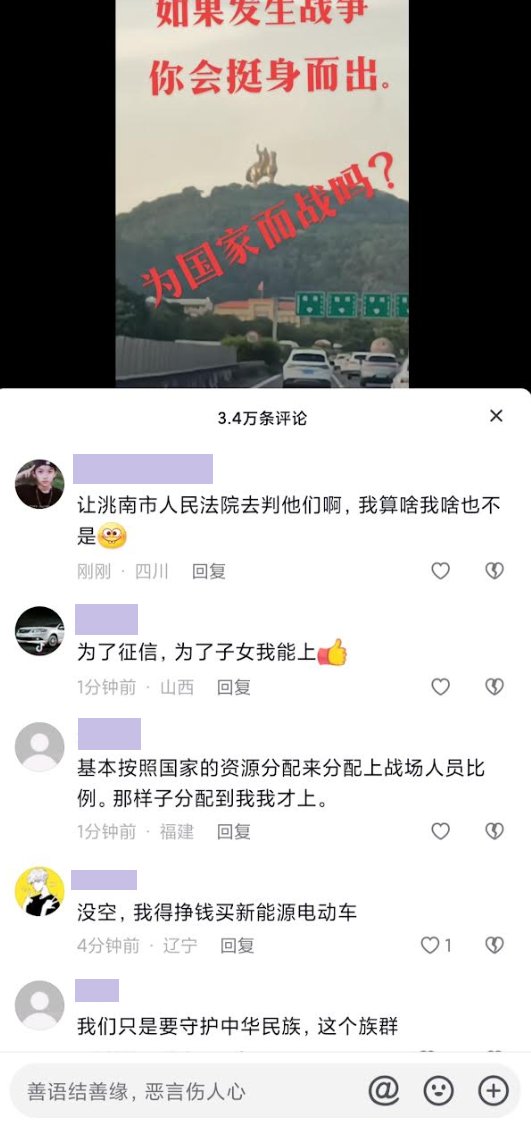 如果发生战争
你会挺身而出。
为国家而战吗？
3.4万条评论
让洮南市人民法院去判他们啊，我算啥我啥也不
是
刚刚 · 四川 回复
为了征信，为了子女我能上
1分钟前 · 山西 回复
基本按照国家的资源分配来分配上战场人员比
例。那样子分配到我我才上。
1分钟前 · 福建 回复
没空，我得挣钱买新能源电动车
4分钟前 · 辽宁 回复 1
我们只是要守护中华民族，这个族群
善语结善缘，恶言伤人心